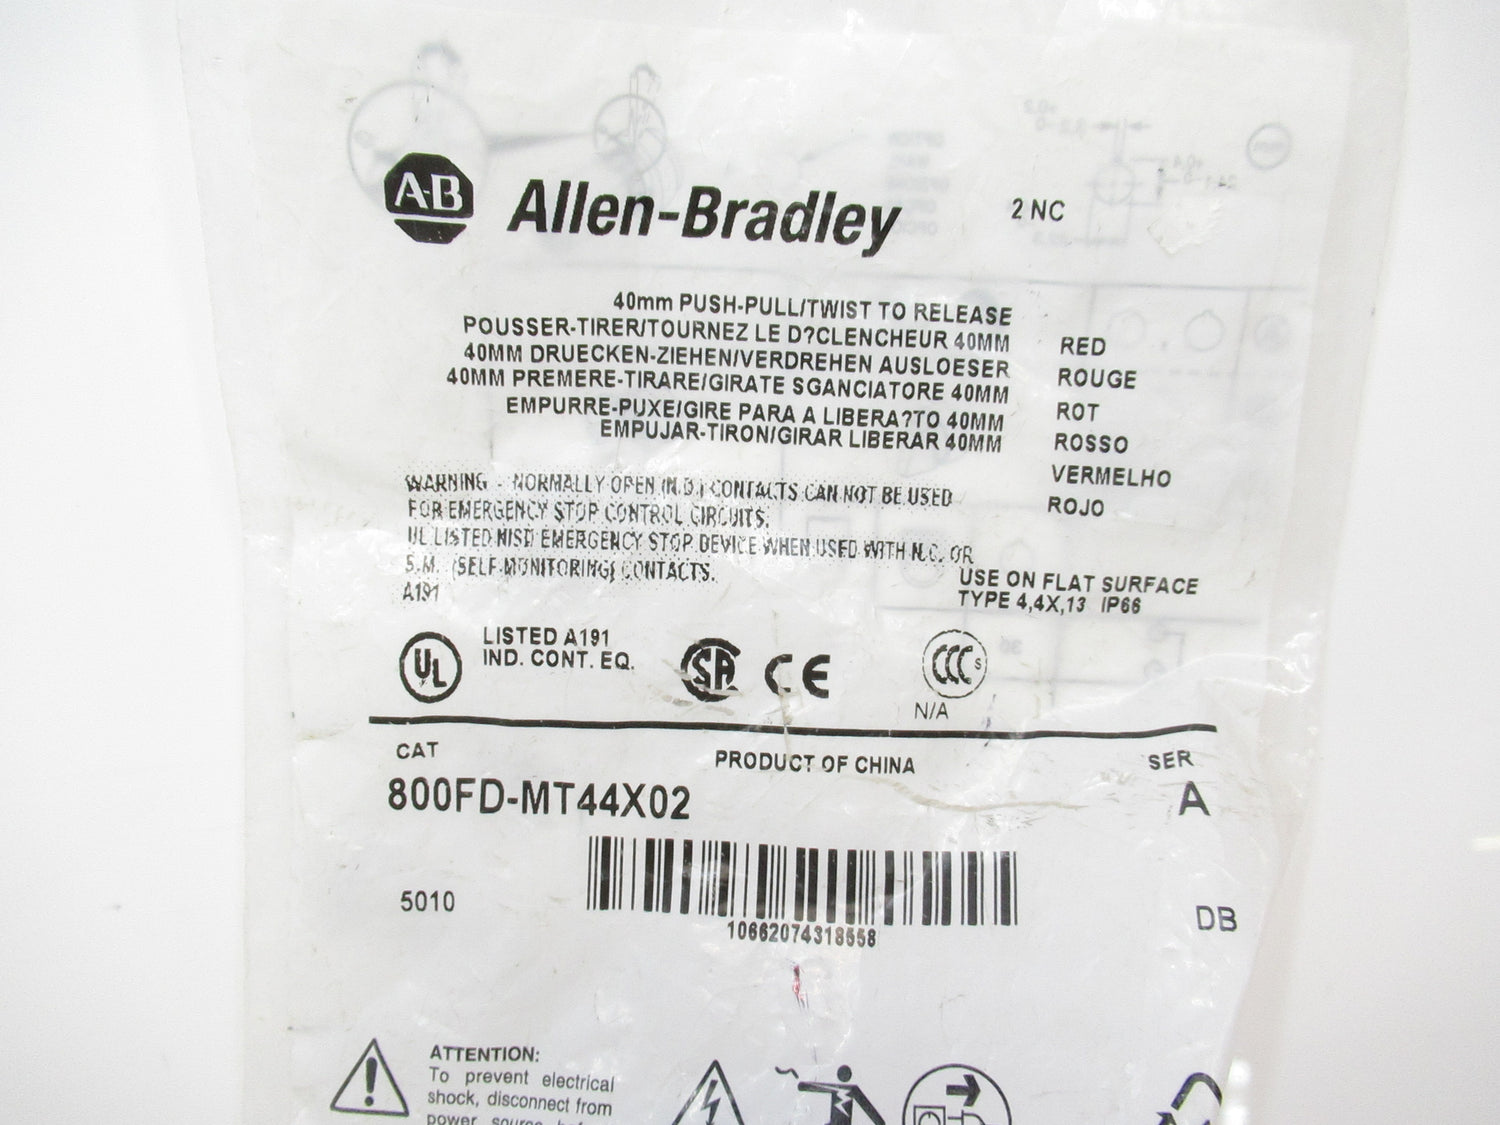 A-B Allen-Bradley
2 NC
40mm PUSH-PULL/TWIST TO RELEASE
POUSSER-TIRER/TOURNEZ LE D?CLENCHEUR 40MM
40MM DRUECKEN-ZIEHEN/VERDREHEN AUSLOESER
40MM PREMERE-TIRARE/GIRATE SGANCIATORE 40MM
EMPURRE-PUXE/GIRE PARA A LIBERA?TO 40MM
EMPUJAR-TIRON/GIRAR LIBERAR 40MM
RED
ROUGE
ROT
ROSSO
VERMELHO
ROJO
WARNING - NORMALLY OPEN (N.O.) CONTACTS CAN NOT BE USED
FOR EMERGENCY STOP CONTROL CIRCUITS.
UL LISTED NISD EMERGENCY STOP DEVICE WHEN USED WITH N.C. OR
S.M. (SELF-MONITORING) CONTACTS.
A191
USE ON FLAT SURFACE
TYPE 4,4X,13 IP66
UL
LISTED A191
IND. CONT. EQ.
SA
CE
CCC S
N/A
CAT
PRODUCT OF CHINA
SER
800FD-MT44X02
A
5010
DB
10662074318558
ATTENTION:
To prevent electrical
shock, disconnect from
power source